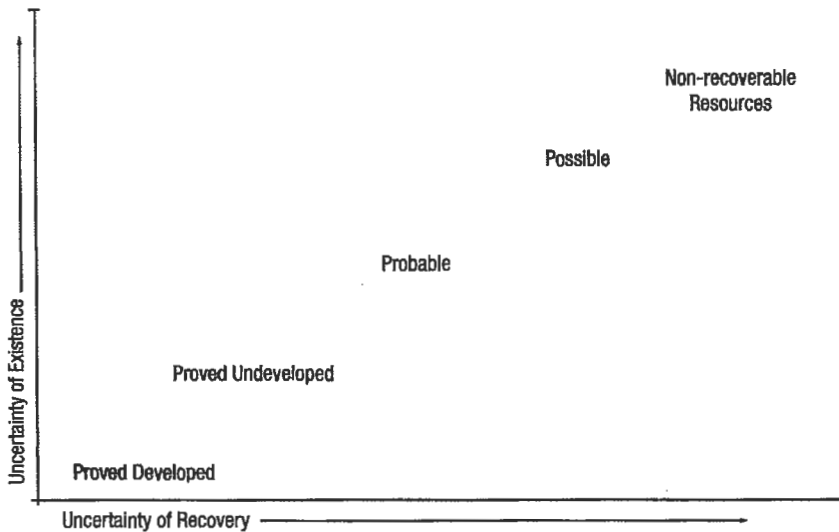 Non-recoverable
Resources
Possible
Probable
Proved Undeveloped
Proved Developed
Uncertainty of Existence
Uncertainty of Recovery